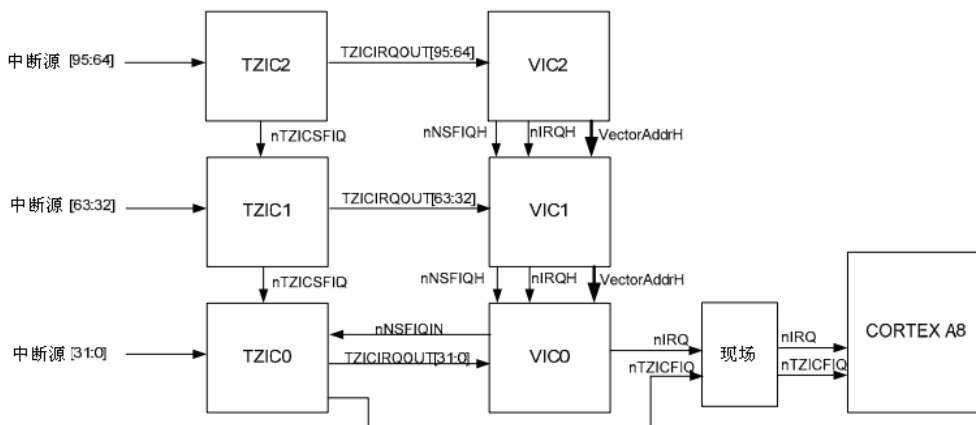 中断源 [95:64]
TZIC2
TZICIRQOUT[95:64]
VIC2
nTZICSFIQ
nNSFIQH
nIRQH
VectorAddrH
中断源 [63:32]
TZIC1
TZICIRQOUT[63:32]
VIC1
nTZICSFIQ
nNSFIQH
nIRQH
VectorAddrH
中断源 [31:0]
TZIC0
nNSFIQIN
TZICIRQOUT[31:0]
VIC0
nIRQ
nTZICFIQ
现场
nIRQ
nTZICFIQ
CORTEX A8